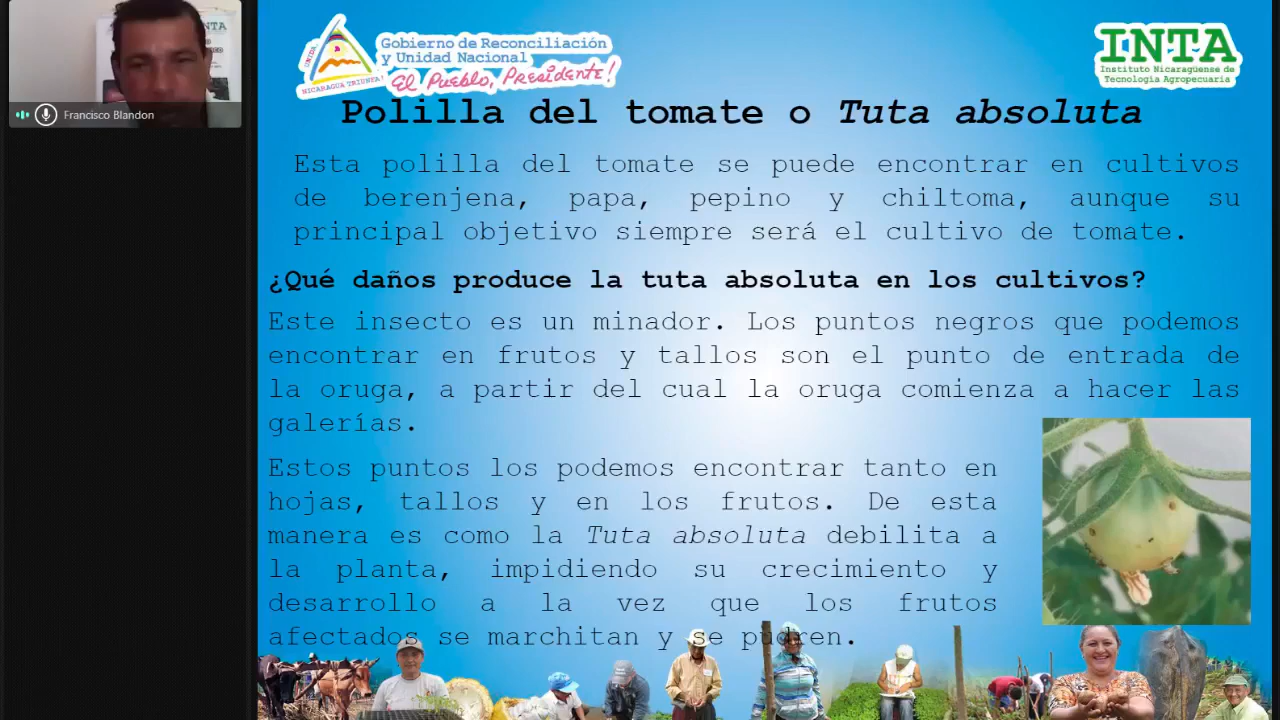 Francisco Blandon
UNIDA,
NICARAGUA TRIUNFA!
Gobierno de Reconciliación
y Unidad Nacional
El Pueblo, Presidente!
INTA
Instituto Nicaragüense de
Tecnología Agropecuaria
Polilla del tomate o Tuta absoluta
Esta polilla del tomate se puede encontrar en cultivos
de berenjena, papa, pepino y chiltoma, aunque su
principal objetivo siempre será el cultivo de tomate.
¿Qué daños produce la tuta absoluta en los cultivos?
Este insecto es un minador. Los puntos negros que podemos
encontrar en frutos y tallos son el punto de entrada de
la oruga, a partir del cual la oruga comienza a hacer las
galerías.
Estos puntos los podemos encontrar tanto en
hojas, tallos y en los frutos. De esta
manera es como la Tuta absoluta debilita a
la planta, impidiendo su crecimiento y
desarrollo a la vez que los frutos
afectados se marchitan y se pudren.